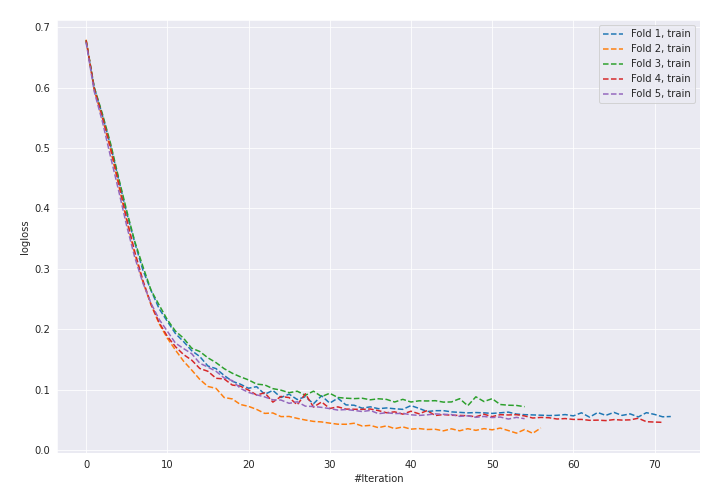 0.7
0.6
0.5
0.4
0.3
0.2
0.1
0.0
logloss
0 10 20 30 40 50 60 70
#Iteration
Fold 1, train
Fold 2, train
Fold 3, train
Fold 4, train
Fold 5, train